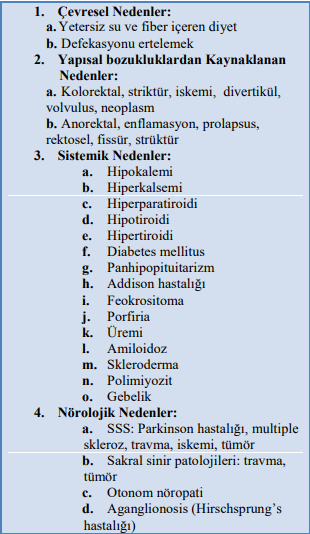 1. Çevresel Nedenler:
a. Yetersiz su ve fiber içeren diyet
b. Defekasyonu ertelemek
2. Yapısal bozukluklardan Kaynaklanan
Nedenler:
a. Kolorektal, striktür, iskemi, divertikül,
volvulus, neoplasm
b. Anorektal, enflamasyon, prolapsus,
rektosel, fissür, strüktür
3. Sistemik Nedenler:
a. Hipokalemi
b. Hiperkalsemi
c. Hiperparatiroidi
d. Hipotiroidi
e. Hipertiroidi
f. Diabetes mellitus
g. Panhipopituitarizm
h. Addison hastalığı
i. Feokrositoma
j. Porfiria
k. Üremi
l. Amiloidoz
m. Skleroderma
n. Polimiyozit
o. Gebelik
4. Nörolojik Nedenler:
a. SSS: Parkinson hastalığı, multiple
skleroz, travma, iskemi, tümör
b. Sakral sinir patolojileri: travma,
tümör
c. Otonom nöropati
d. Aganglionosis (Hirschsprung’s
hastalığı)